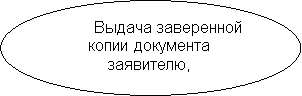 Выдача заверенной
копии документа
заявителю,